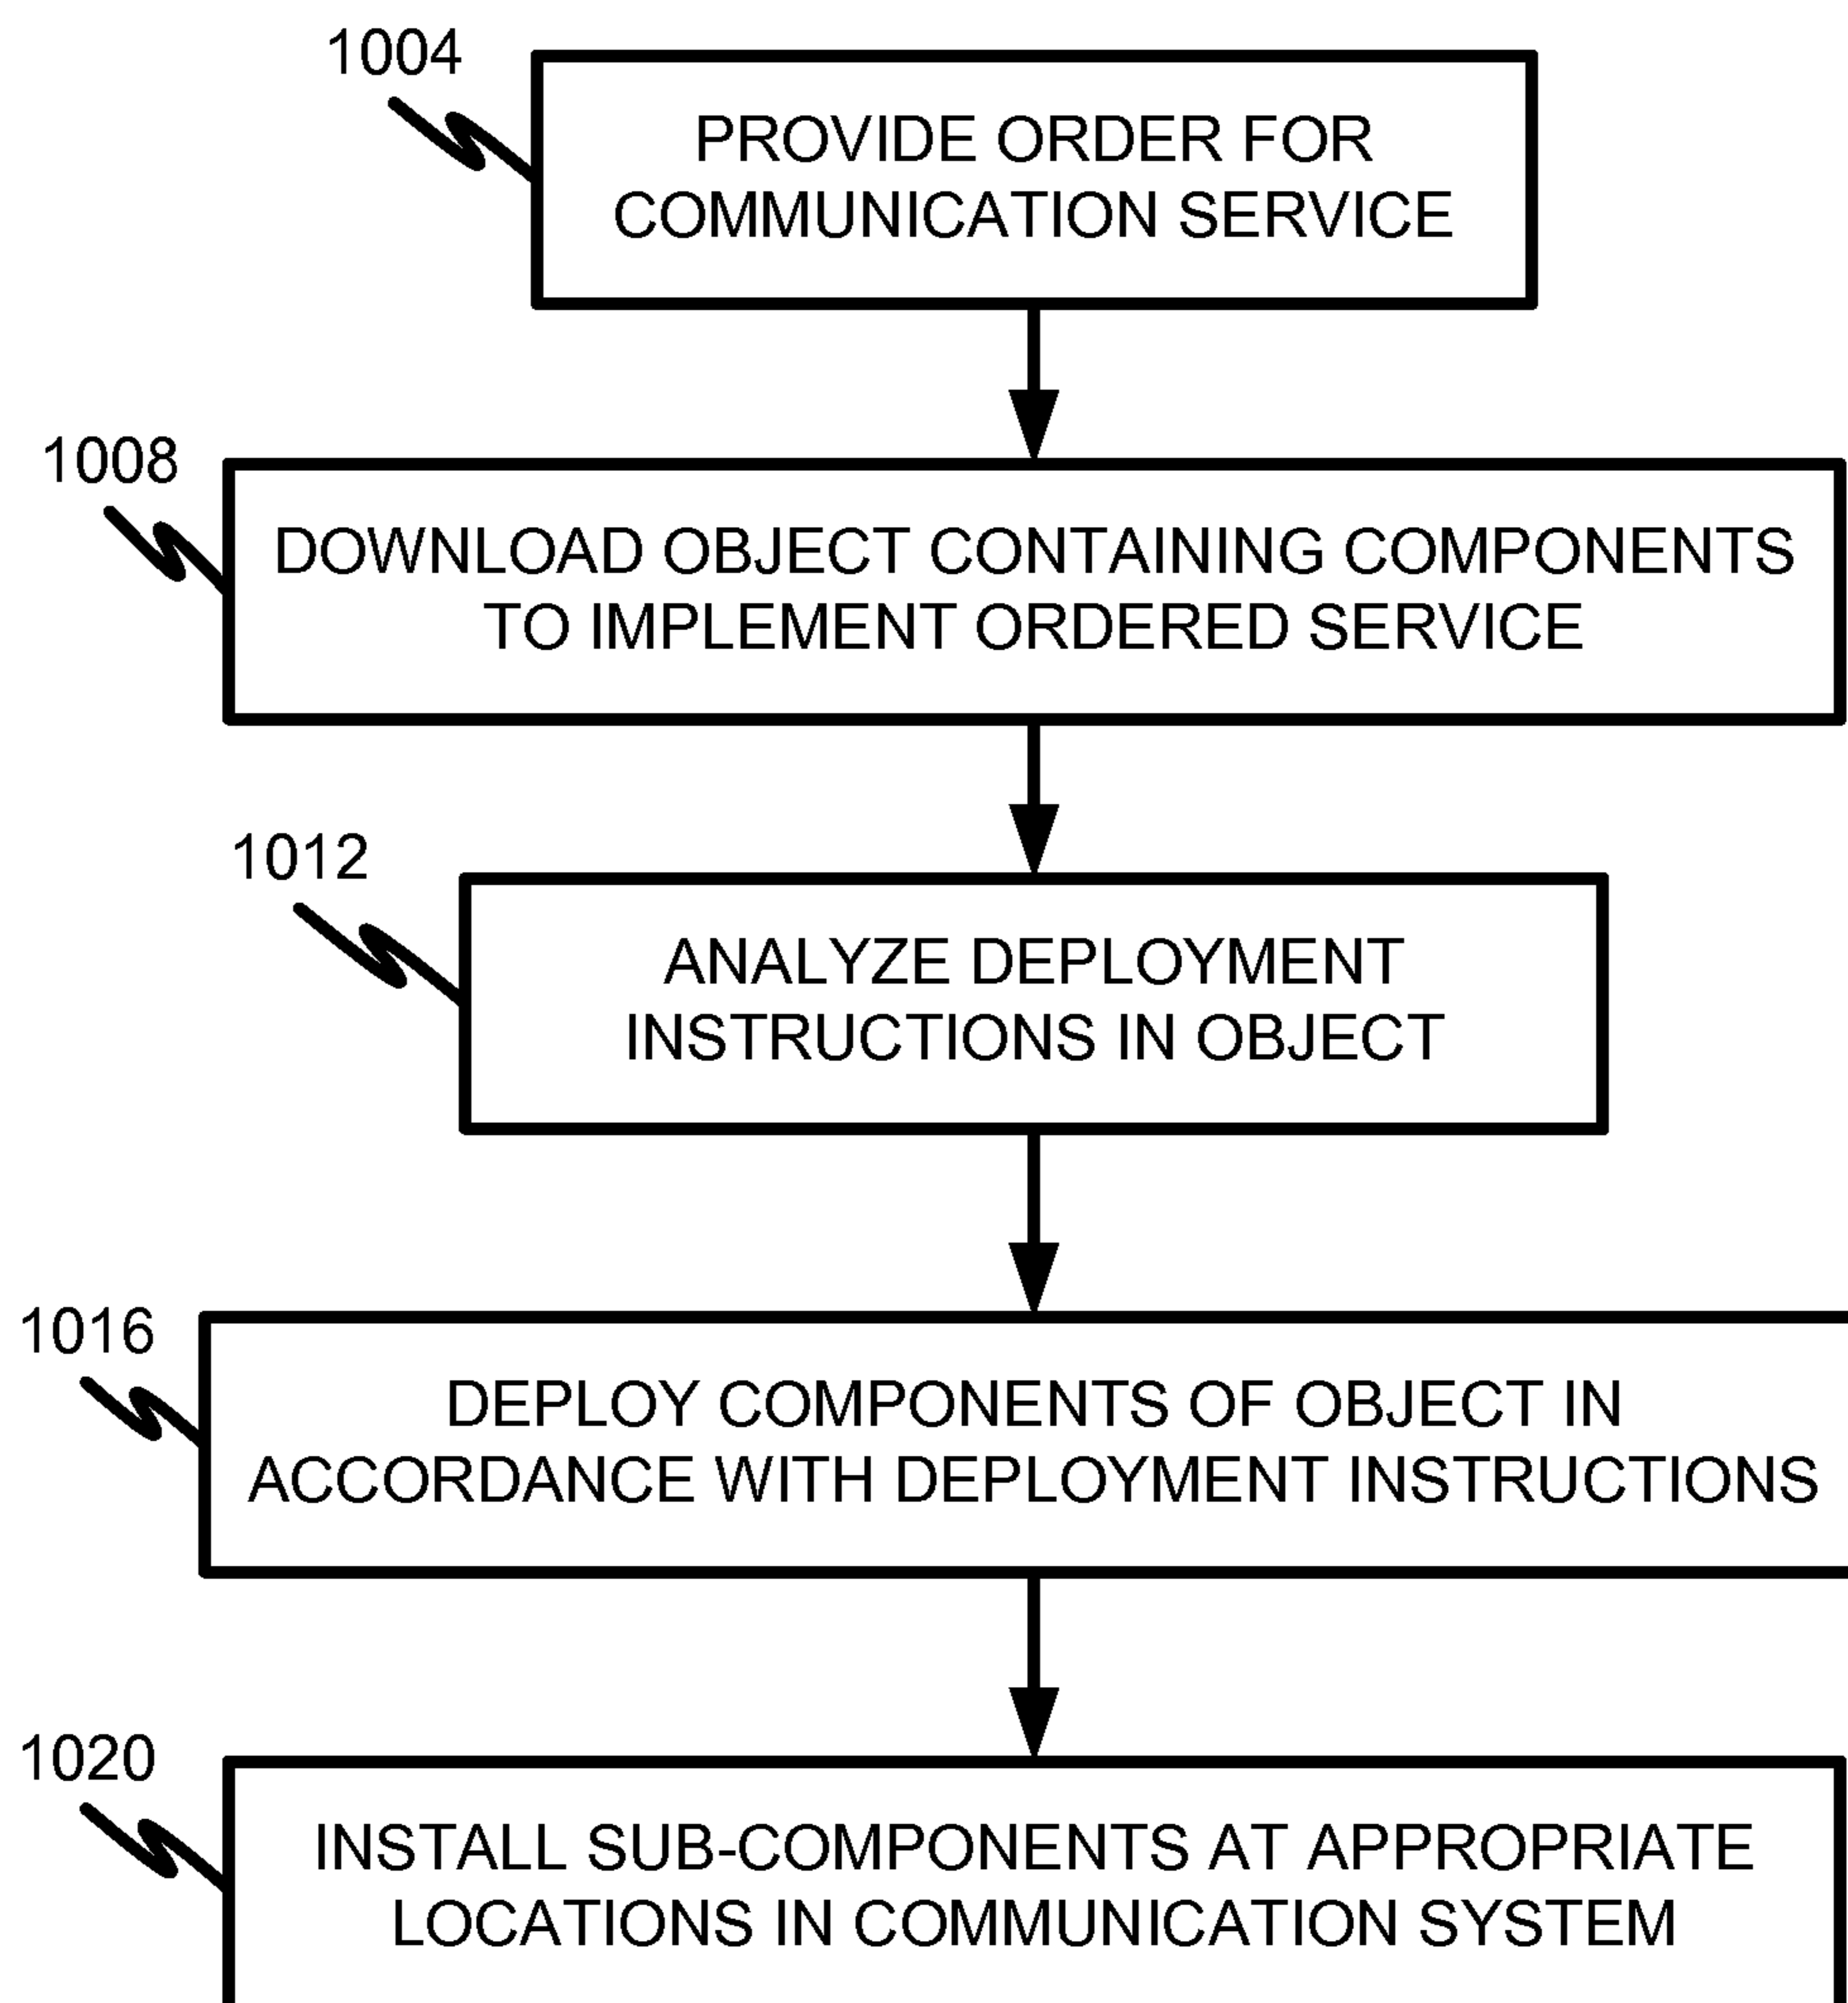 1004
PROVIDE ORDER FOR
COMMUNICATION SERVICE
1008
DOWNLOAD OBJECT CONTAINING COMPONENTS
TO IMPLEMENT ORDERED SERVICE
1012
ANALYZE DEPLOYMENT
INSTRUCTIONS IN OBJECT
1016
DEPLOY COMPONENTS OF OBJECT IN
ACCORDANCE WITH DEPLOYMENT INSTRUCTIONS
1020
INSTALL SUB-COMPONENTS AT APPROPRIATE
LOCATIONS IN COMMUNICATION SYSTEM